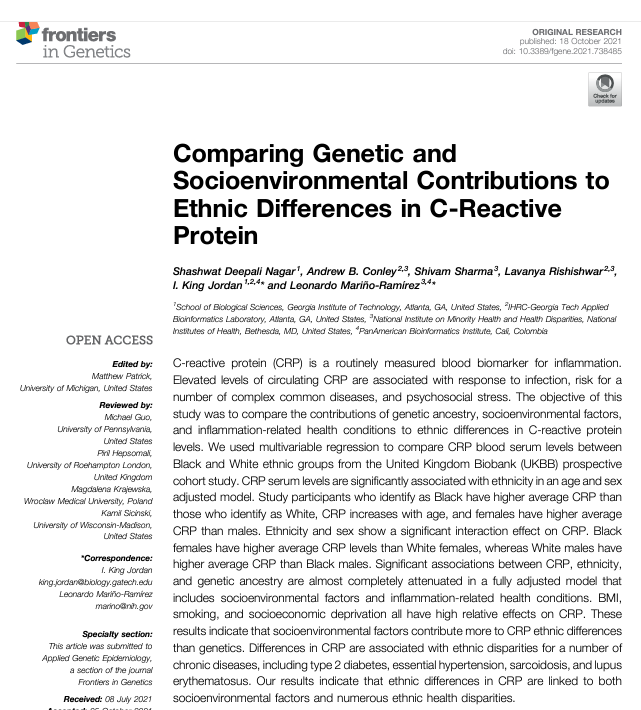 frontiers
in Genetics
ORIGINAL RESEARCH
published: 18 October 2021
doi: 10.3389/fgene.2021.738485
Check for
updates
Comparing Genetic and
Socioenvironmental Contributions to
Ethnic Differences in C-Reactive
Protein
Shashwat Deepali Nagar1, Andrew B. Conley2,3, Shivam Sharma3, Lavanya Rishishwar2,3,
I. King Jordan1,2,4* and Leonardo Mariño-Ramírez3,4*
1School of Biological Sciences, Georgia Institute of Technology, Atlanta, GA, United States, 2IHRC-Georgia Tech Applied
Bioinformatics Laboratory, Atlanta, GA, United States, 3National Institute on Minority Health and Health Disparities, National
Institutes of Health, Bethesda, MD, United States, 4PanAmerican Bioinformatics Institute, Cali, Colombia
OPEN ACCESS
Edited by:
Matthew Patrick,
University of Michigan, United States
Reviewed by:
Michael Guo,
University of Pennsylvania,
United States
Piril Hepsomali,
University of Roehampton London,
United Kingdom
Magdalena Krajewska,
Wroclaw Medical University, Poland
Kamil Sicinski,
University of Wisconsin-Madison,
United States
*Correspondence:
I. King Jordan
king.jordan@biology.gatech.edu
Leonardo Mariño-Ramírez
marino@nih.gov
Specialty section:
This article was submitted to
Applied Genetic Epidemiology,
a section of the journal
Frontiers in Genetics
Received: 08 July 2021
C-reactive protein (CRP) is a routinely measured blood biomarker for inflammation.
Elevated levels of circulating CRP are associated with response to infection, risk for a
number of complex common diseases, and psychosocial stress. The objective of this
study was to compare the contributions of genetic ancestry, socioenvironmental factors,
and inflammation-related health conditions to ethnic differences in C-reactive protein
levels. We used multivariable regression to compare CRP blood serum levels between
Black and White ethnic groups from the United Kingdom Biobank (UKBB) prospective
cohort study. CRP serum levels are significantly associated with ethnicity in an age and sex
adjusted model. Study participants who identify as Black have higher average CRP than
those who identify as White, CRP increases with age, and females have higher average
CRP than males. Ethnicity and sex show a significant interaction effect on CRP. Black
females have higher average CRP levels than White females, whereas White males have
higher average CRP than Black males. Significant associations between CRP, ethnicity,
and genetic ancestry are almost completely attenuated in a fully adjusted model that
includes socioenvironmental factors and inflammation-related health conditions. BMI,
smoking, and socioeconomic deprivation all have high relative effects on CRP. These
results indicate that socioenvironmental factors contribute more to CRP ethnic differences
than genetics. Differences in CRP are associated with ethnic disparities for a number of
chronic diseases, including type 2 diabetes, essential hypertension, sarcoidosis, and lupus
erythematosus. Our results indicate that ethnic differences in CRP are linked to both
socioenvironmental factors and numerous ethnic health disparities.